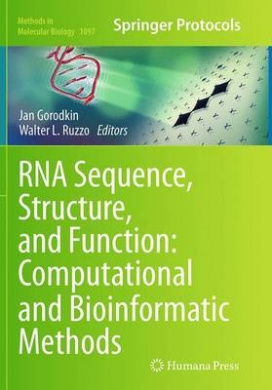 Methods in
Molecular Biology 1097
Springer Protocols
Jan Gorodkin
Walter L. Ruzzo Editors
RNA Sequence,
Structure,
and Function:
Computational
and Bioinformatic
Methods
Humana Press